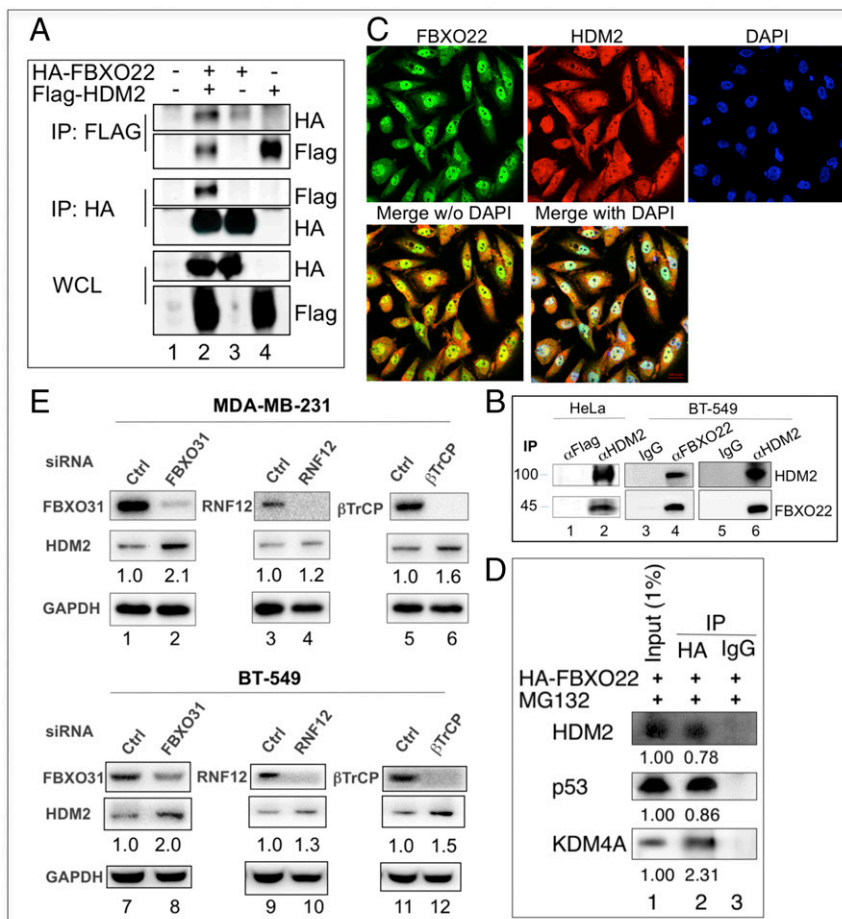 A
HA-FBXO22 - + + -
Flag-HDM2 - + - +
IP: FLAG
HA
Flag
IP: HA
Flag
HA
WCL
HA
Flag
1 2 3 4
C
FBXO22 HDM2 DAPI
Merge w/o DAPI Merge with DAPI
B
HeLa BT-549
IP αFlag αHDM2 IgG αFBXO22 IgG αHDM2
100 HDM2
45 FBXO22
1 2 3 4 5 6
E
MDA-MB-231
siRNA Ctrl FBXO31 Ctrl RNF12 Ctrl βTrCP
FBXO31 RNF12 βTrCP
HDM2
1.0 2.1 1.0 1.2 1.0 1.6
GAPDH
1 2 3 4 5 6
BT-549
siRNA Ctrl FBXO31 Ctrl RNF12 Ctrl βTrCP
FBXO31 RNF12 βTrCP
HDM2
1.0 2.0 1.0 1.3 1.0 1.5
GAPDH
7 8 9 10 11 12
D
Input (1%) IP
HA IgG
HA-FBXO22 + + +
MG132 + + +
HDM2
1.00 0.78
p53
1.00 0.86
KDM4A
1.00 2.31
1 2 3